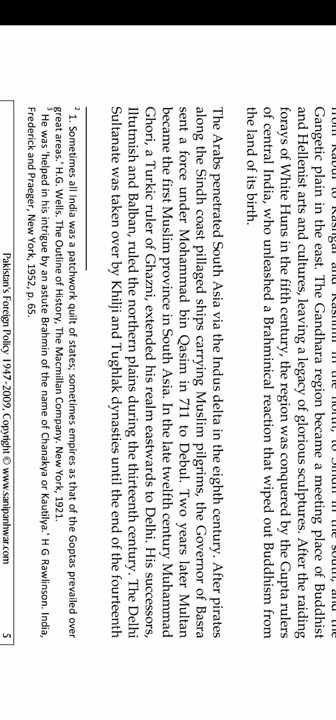 from Kabul to Kashgar and Kashmir in the north, to Sindh in the south, and the
Gangetic plain in the east. The Gandhara region became a meeting place of Buddhist
and Hellenist arts and cultures, leaving a legacy of glorious sculptures. After the raiding
forays of White Huns in the fifth century, the region was conquered by the Gupta rulers
of central India, who unleashed a Brahminical reaction that wiped out Buddhism from
the land of its birth.
The Arabs penetrated South Asia via the Indus delta in the eighth century. After pirates
along the Sindh coast pillaged ships carrying Muslim pilgrims, the Governor of Basra
sent a force under Mohammad bin Qasim in 711 to Debul. Two years later Multan
became the first Muslim province in South Asia. In the late twelfth century Muhammad
Ghori, a Turkic ruler of Ghazni, extended his realm eastwards to Delhi. His successors,
Iltutmish and Balban, ruled the northern plains during the thirteenth century. The Delhi
Sultanate was taken over by Khilji and Tughlak dynasties until the end of the fourteenth
2 1. Sometimes all India was a patchwork quilt of states; sometimes empires as that of the Goptas prevailed over
great areas.' H.G. Wells. The Outline of History, The Macmillan Company. New York, 1921.
3 He was 'helped in his intrigue by an astute Brahmin of the name of Chanakya or Kautilya.' H G Rawlinson. India,
Frederick and Praeger, New York, 1952, p. 65.
Pakistan's Foreign Policy 1947-2009. Copyright © www.sanipanhwar.com 5